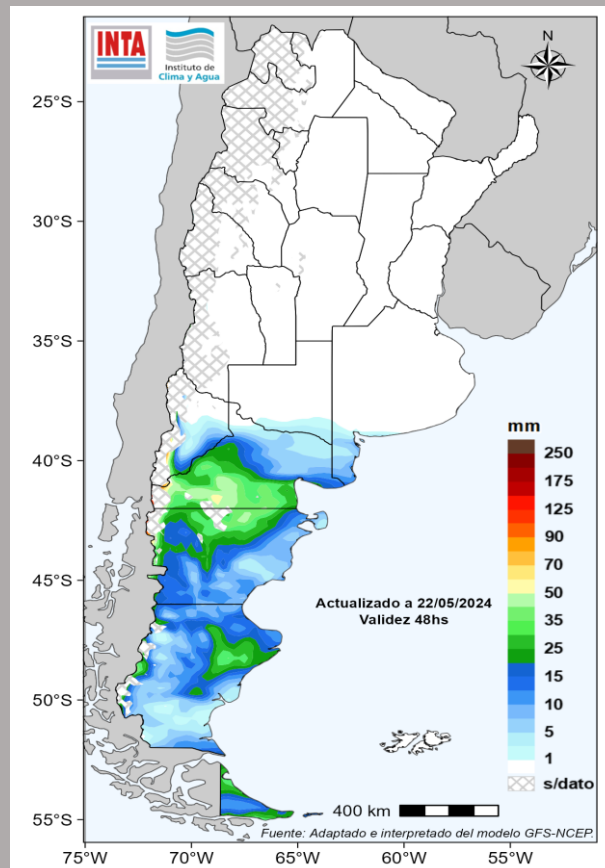 INTA
Instituto de
Clima y Agua
N
25°S
30°S
35°S
40°S
45°S
50°S
55°S
mm
250
175
125
90
70
50
35
25
15
10
5
1
s/dato
Actualizado a 22/05/2024
Validez 48hs
400 km
Fuente: Adaptado e interpretado del modelo GFS-NCEP.
75°W
70°W
65°W
60°W
55°W